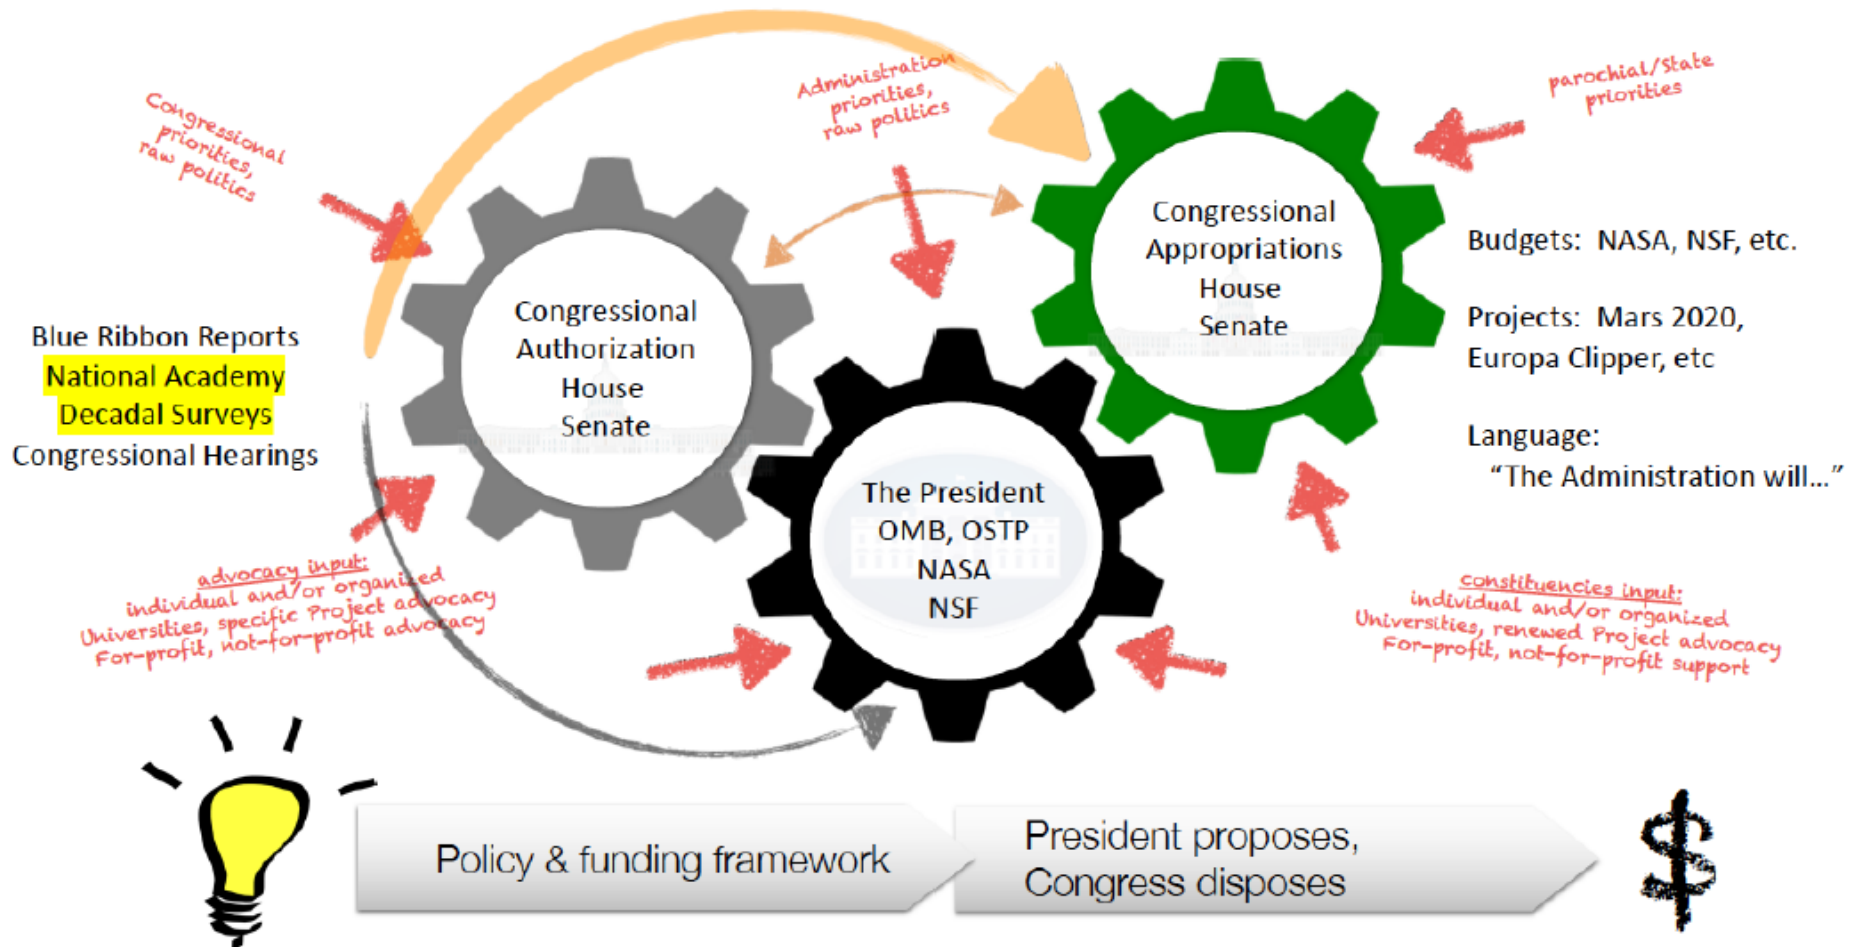 Congressional
priorities,
raw politics
Administration
priorities,
raw politics
parochial/State
priorities
Blue Ribbon Reports
National Academy
Decadal Surveys
Congressional Hearings
Congressional
Authorization
House
Senate
The President
OMB, OSTP
NASA
NSF
Congressional
Appropriations
House
Senate
Budgets: NASA, NSF, etc.
Projects: Mars 2020,
Europa Clipper, etc
Language:
“The Administration will...”
advocacy input:
individual and/or organized
Universities, specific Project advocacy
For-profit, not-for-profit advocacy
constituencies input:
individual and/or organized
Universities, renewed Project advocacy
For-profit, not-for-profit support
Policy & funding framework
President proposes,
Congress disposes
$